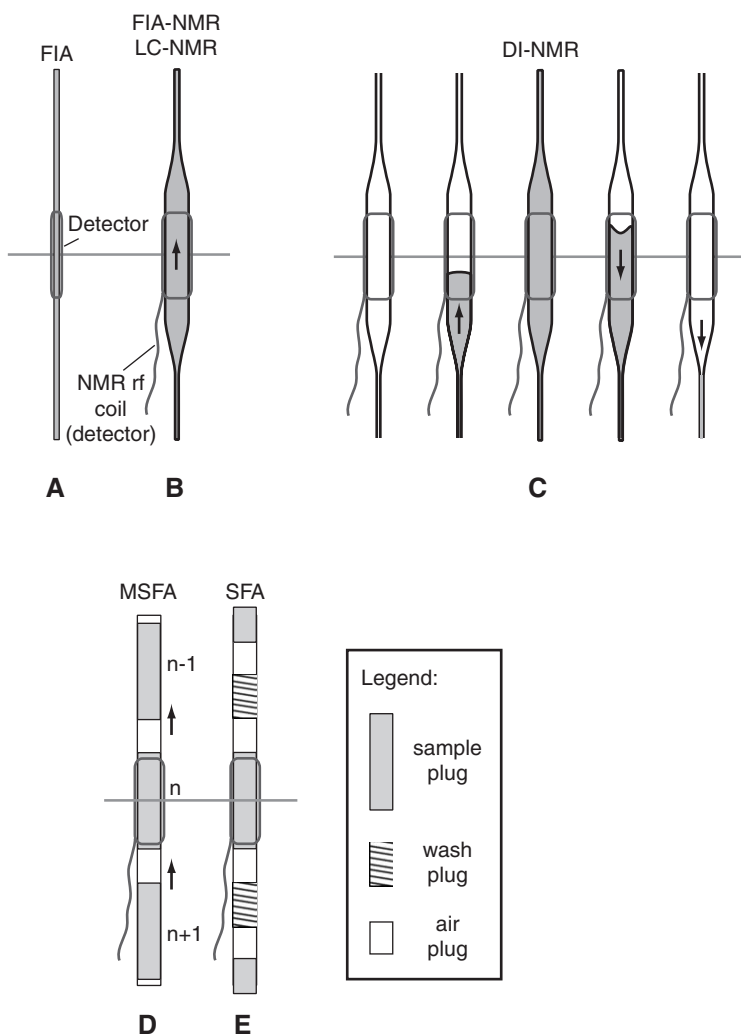 FIA
FIA-NMR
LC-NMR
DI-NMR
Detector
NMR rf
coil
(detector)
A
B
C
MSFA
SFA
n-1
n
n+1
D
E
Legend:
sample
plug
wash
plug
air
plug